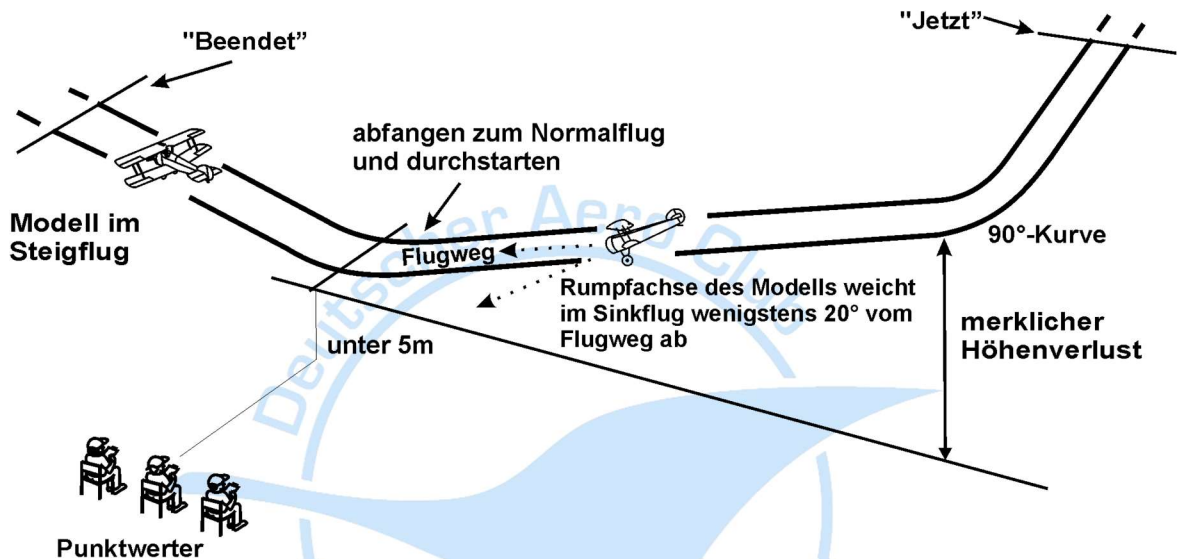 "Jetzt”
"Beendet”
abfangen zum Normalflug
und durchstarten
Modell im
Steigflug
Flugweg
90°-Kurve
Rumpfachse des Modells weicht
im Sinkflug wenigstens 20° vom
Flugweg ab
merklicher
Höhenverlust
unter 5m
Punktwerter
Deutscher Aero Club